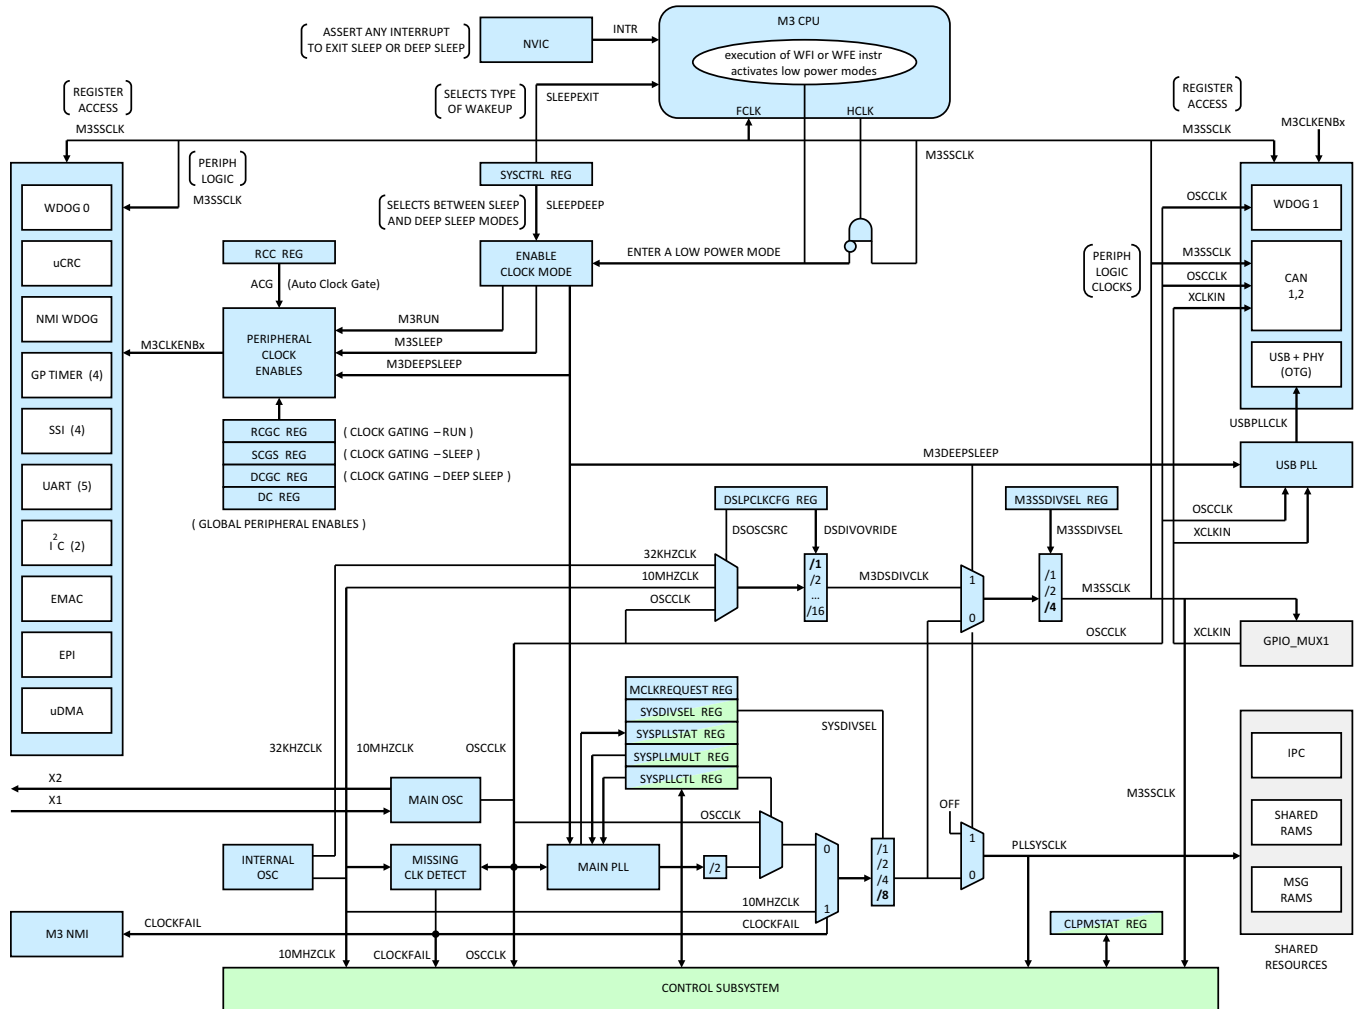 ASSERT ANY INTERRUPT
TO EXIT SLEEP OR DEEP SLEEP
NVIC
INTR
M3 CPU
execution of WFI or WFE instr
activates low power modes
FCLK
HCLK
SELECTS TYPE
OF WAKEUP
SLEEPEXIT
REGISTER
ACCESS
M3SSCLK
REGISTER
ACCESS
M3SSCLK
M3CLKENBx
PERIPH
LOGIC
M3SSCLK
SYSCTRL REG
M3SSCLK
SELECTS BETWEEN SLEEP
AND DEEP SLEEP MODES
SLEEPDEEP
WDOG 0
uCRC
NMI WDOG
GP TIMER (4)
SSI (4)
UART (5)
I2C (2)
EMAC
EPI
uDMA
RCC REG
ACG
(Auto Clock Gate)
ENABLE
CLOCK MODE
ENTER A LOW POWER MODE
PERIPH
LOGIC
CLOCKS
OSCCLK
M3SSCLK
OSCCLK
XCLKIN
WDOG 1
CAN
1,2
USB + PHY
(OTG)
USBPLLCLK
USB PLL
M3CLKENBx
PERIPHERAL
CLOCK
ENABLES
M3RUN
M3SLEEP
M3DEEPSLEEP
RCGC REG
( CLOCK GATING – RUN )
SCGS REG
( CLOCK GATING – SLEEP )
DCGC REG
( CLOCK GATING – DEEP SLEEP )
DC REG
( GLOBAL PERIPHERAL ENABLES )
M3DEEPSLEEP
DSLPCLKCFG REG
M3SSDIVSEL REG
DSOSCSRC
DSDIVOVRIDE
M3SSDIVSEL
OSCCLK
XCLKIN
32KHZCLK
10MHZCLK
OSCCLK
/1
/2
...
/16
M3DSDIVCLK
1
0
/1
/2
/4
M3SSCLK
OSCCLK
XCLKIN
GPIO_MUX1
MCLKREQUEST REG
SYSDIVSEL REG
SYSPLLSTAT REG
SYSPLLMULT REG
SYSPLLCTL REG
SYSDIVSEL
32KHZCLK
10MHZCLK
OSCCLK
X2
X1
MAIN OSC
OSCCLK
OFF
M3SSCLK
IPC
SHARED
RAMS
MSG
RAMS
SHARED
RESOURCES
INTERNAL
OSC
MISSING
CLK DETECT
MAIN PLL
/2
0
1
/1
/2
/4
/8
1
0
PLLSYSCLK
10MHZCLK
CLOCKFAIL
M3 NMI
CLOCKFAIL
CLPMSTAT REG
10MHZCLK
CLOCKFAIL
OSCCLK
CONTROL SUBSYSTEM